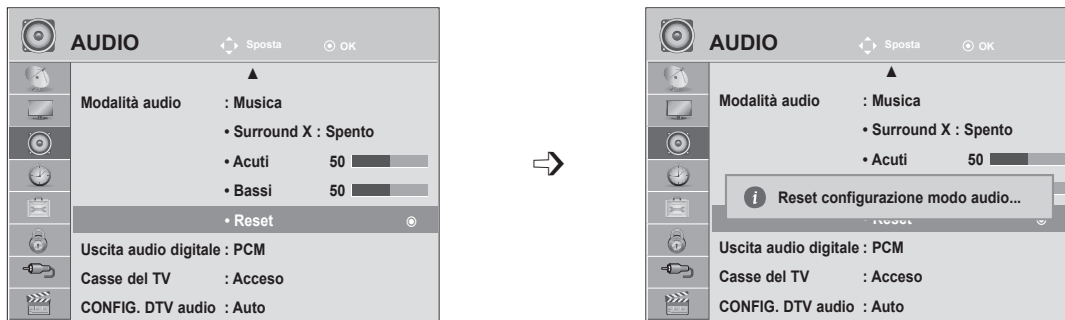 AUDIO Sposta OK
Modalità audio : Musica
• Surround X : Spento
• Acuti 50
• Bassi 50
• Reset
Uscita audio digitale : PCM
Casse del TV : Acceso
CONFIG. DTV audio : Auto
AUDIO Sposta OK
Modalità audio : Musica
• Surround X : Spento
• Acuti 50
i Reset configurazione modo audio...
• Reset
Uscita audio digitale : PCM
Casse del TV : Acceso
CONFIG. DTV audio : Auto